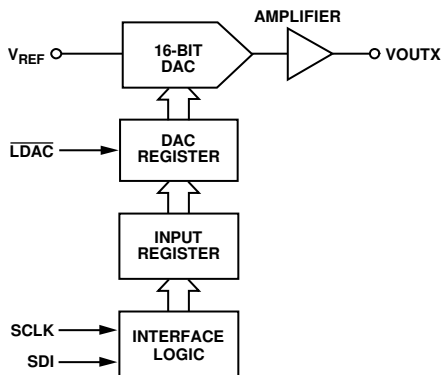 AMPLIFIER
VREF
16-BIT
DAC
VOUTX
LDAC
DAC
REGISTER
INPUT
REGISTER
SCLK
SDI
INTERFACE
LOGIC